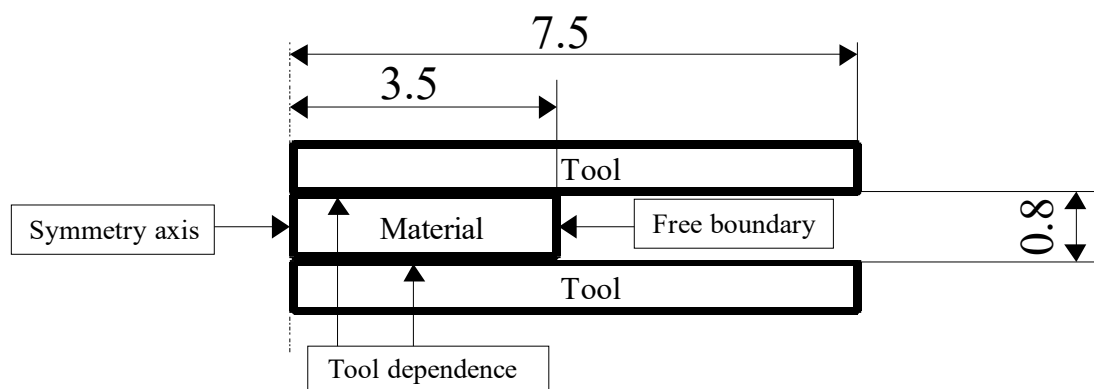 7.5
3.5
Tool
Symmetry axis
Material
Free boundary
0.8
Tool
Tool dependence